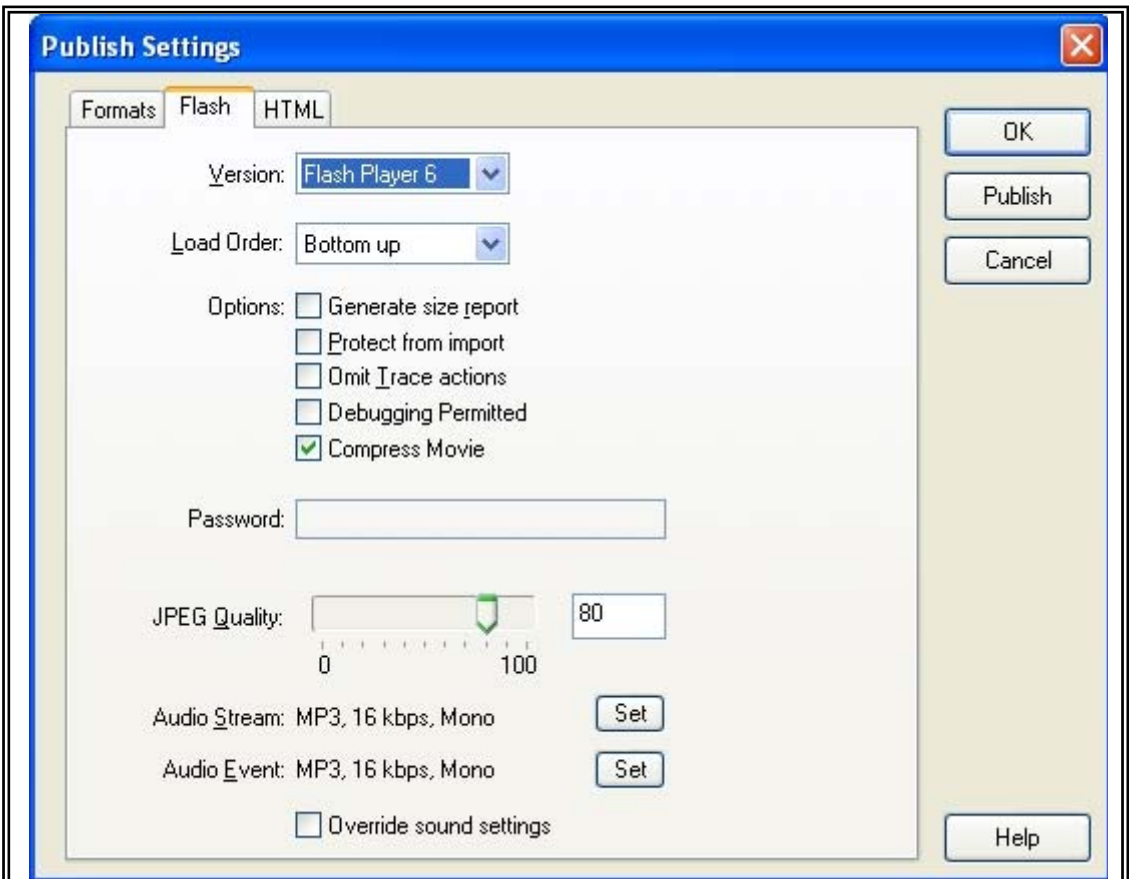 Publish Settings
Formats Flash HTML
OK
Version: Flash Player 6
Publish
Load Order: Bottom up
Cancel
Options: Generate size report
Protect from import
Omit Trace actions
Debugging Permitted
Compress Movie
Password:
JPEG Quality: 80
0 100
Audio Stream: MP3, 16 kbps, Mono Set
Audio Event: MP3, 16 kbps, Mono Set
Override sound settings
Help